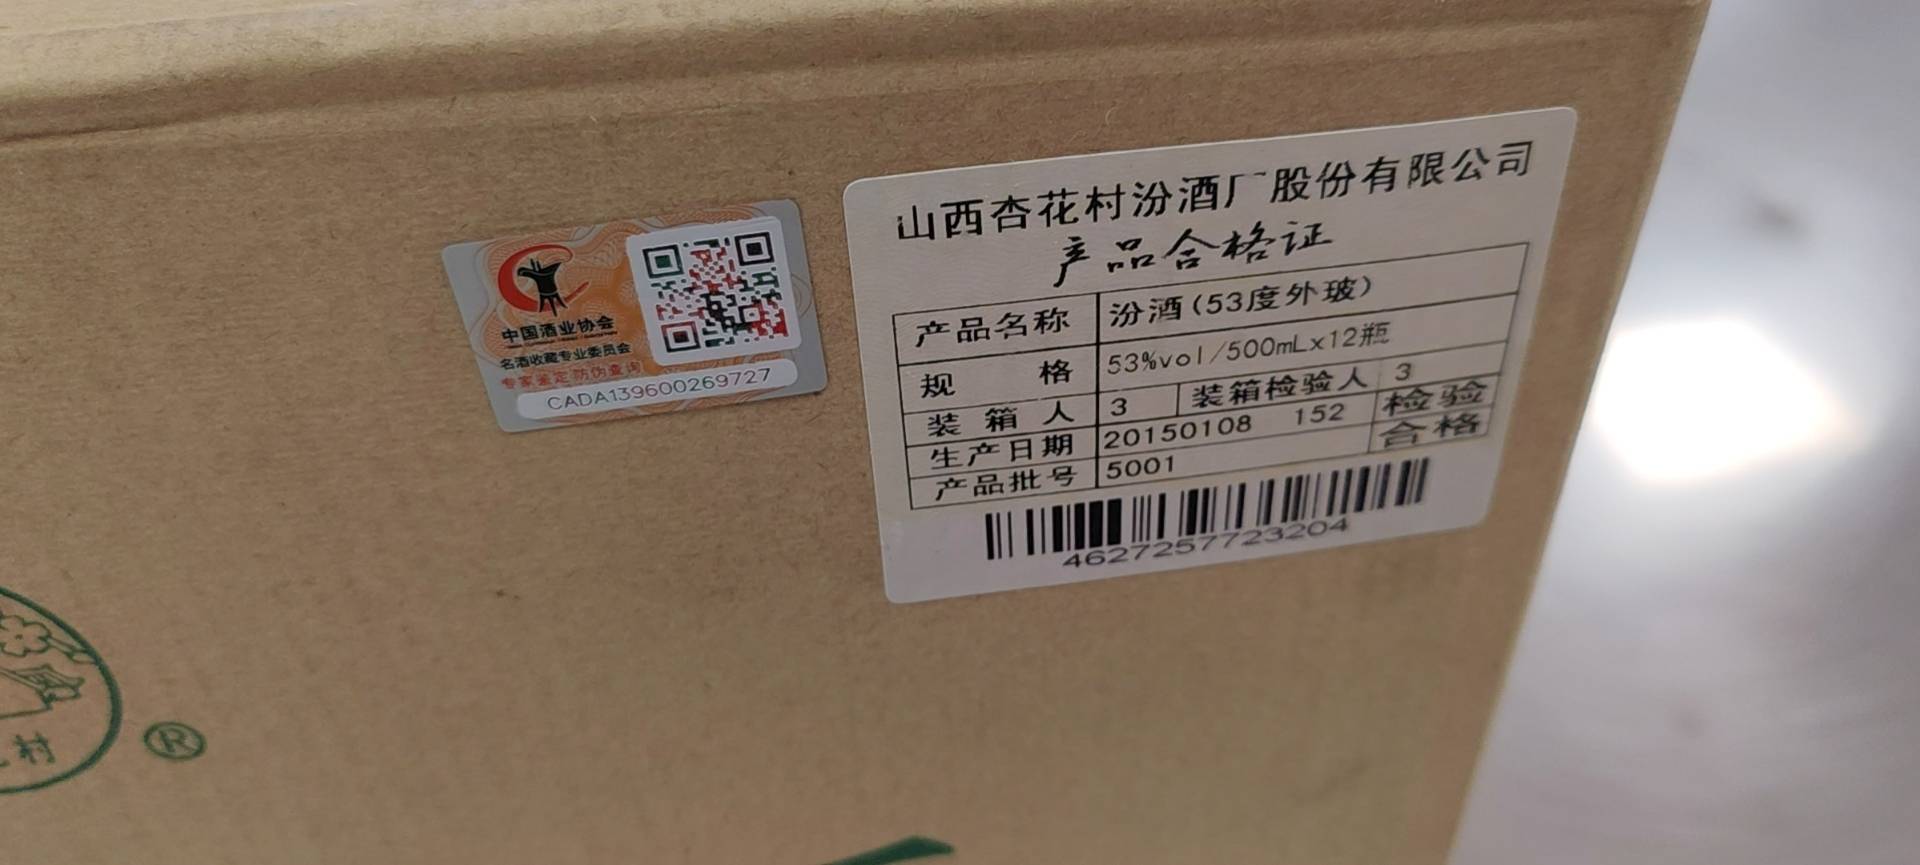 中国酒业协会
名酒收藏专业委员会
专家鉴定 防伪查询
CADA139600269727
山西杏花村汾酒厂股份有限公司
产品合格证
产品名称 汾酒(53度外玻)
规格 53%vol/500mLx12瓶
装箱人 3 装箱检验人 3
生产日期 20150108 152 检验
产品批号 5001 合格
4627257723204
村
®